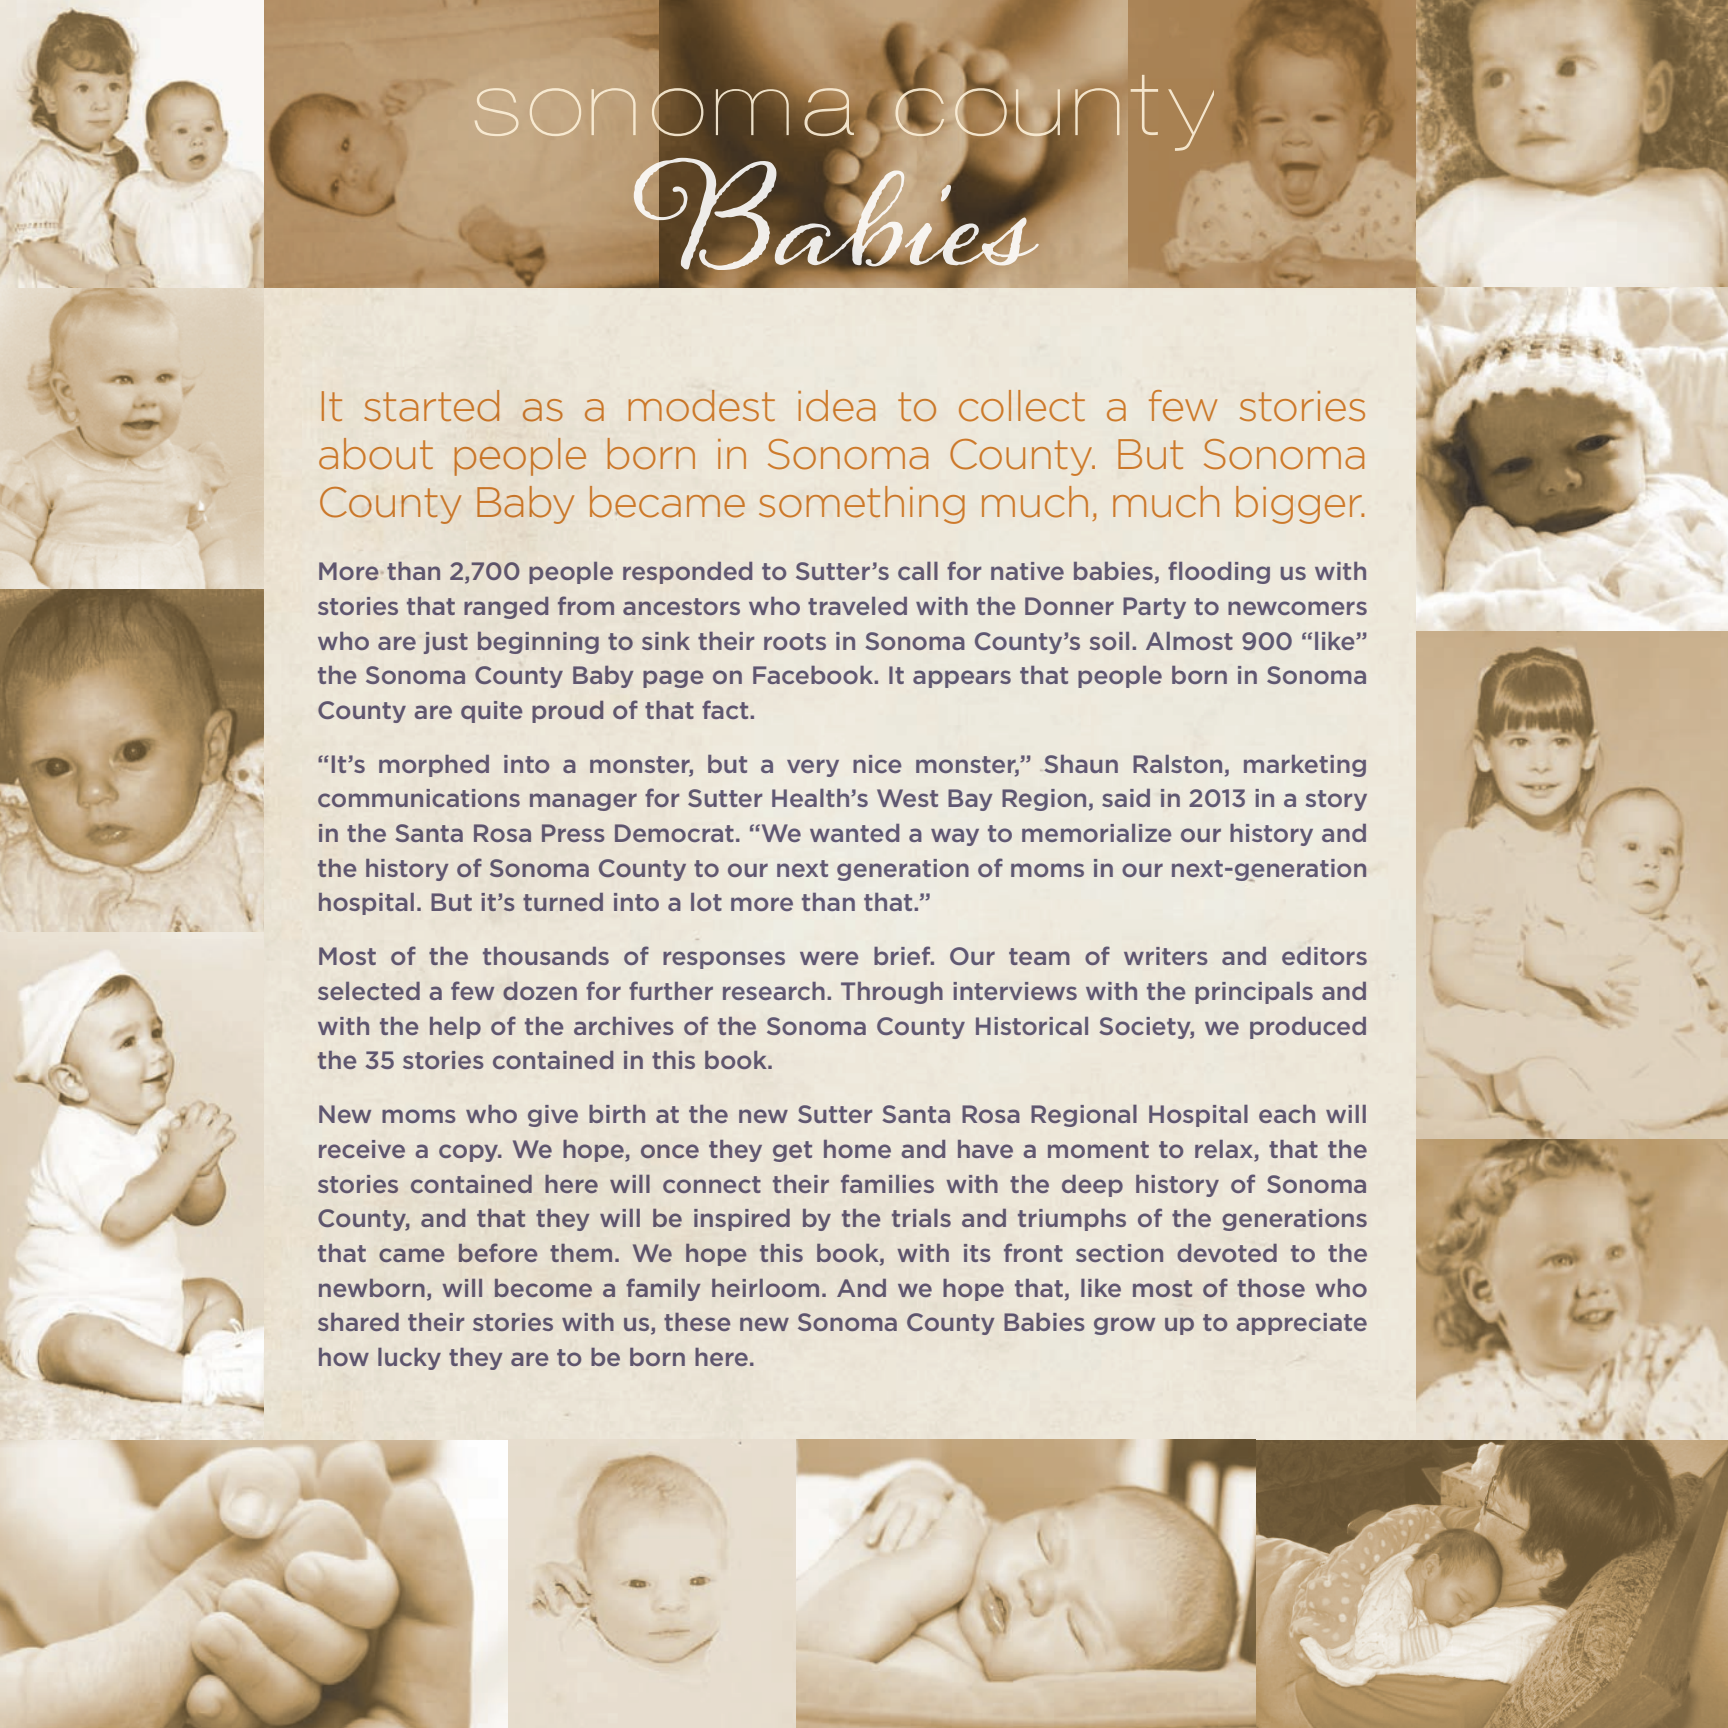 sonoma county
Babies
It started as a modest idea to collect a few stories
about people born in Sonoma County. But Sonoma
County Baby became something much, much bigger.
More than 2,700 people responded to Sutter’s call for native babies, flooding us with
stories that ranged from ancestors who traveled with the Donner Party to newcomers
who are just beginning to sink their roots in Sonoma County’s soil. Almost 900 “like”
the Sonoma County Baby page on Facebook. It appears that people born in Sonoma
County are quite proud of that fact.
“It’s morphed into a monster, but a very nice monster,” Shaun Ralston, marketing
communications manager for Sutter Health’s West Bay Region, said in 2013 in a story
in the Santa Rosa Press Democrat. “We wanted a way to memorialize our history and
the history of Sonoma County to our next generation of moms in our next-generation
hospital. But it’s turned into a lot more than that.”
Most of the thousands of responses were brief. Our team of writers and editors
selected a few dozen for further research. Through interviews with the principals and
with the help of the archives of the Sonoma County Historical Society, we produced
the 35 stories contained in this book.
New moms who give birth at the new Sutter Santa Rosa Regional Hospital each will
receive a copy. We hope, once they get home and have a moment to relax, that the
stories contained here will connect their families with the deep history of Sonoma
County, and that they will be inspired by the trials and triumphs of the generations
that came before them. We hope this book, with its front section devoted to the
newborn, will become a family heirloom. And we hope that, like most of those who
shared their stories with us, these new Sonoma County Babies grow up to appreciate
how lucky they are to be born here.